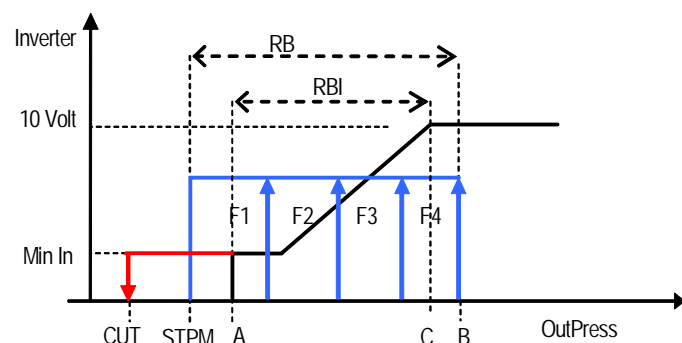 Inverter
RB
RBI
10 Volt
F1 F2 F3 F4
Min In
CUT STPM A C B OutPress